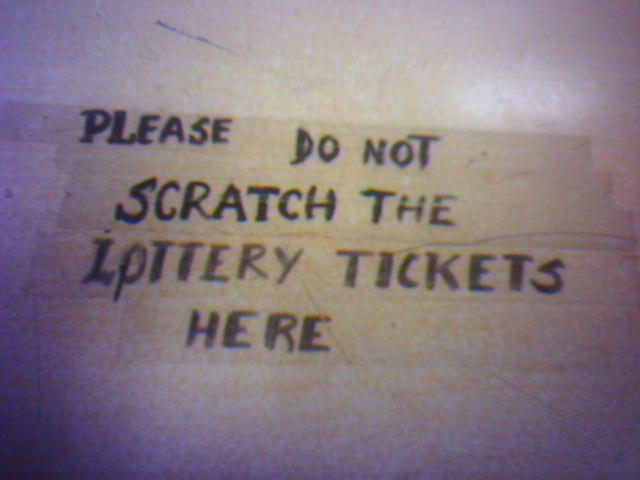 PLEASE DO NOT
SCRATCH THE
LOTTERY TICKETS
HERE